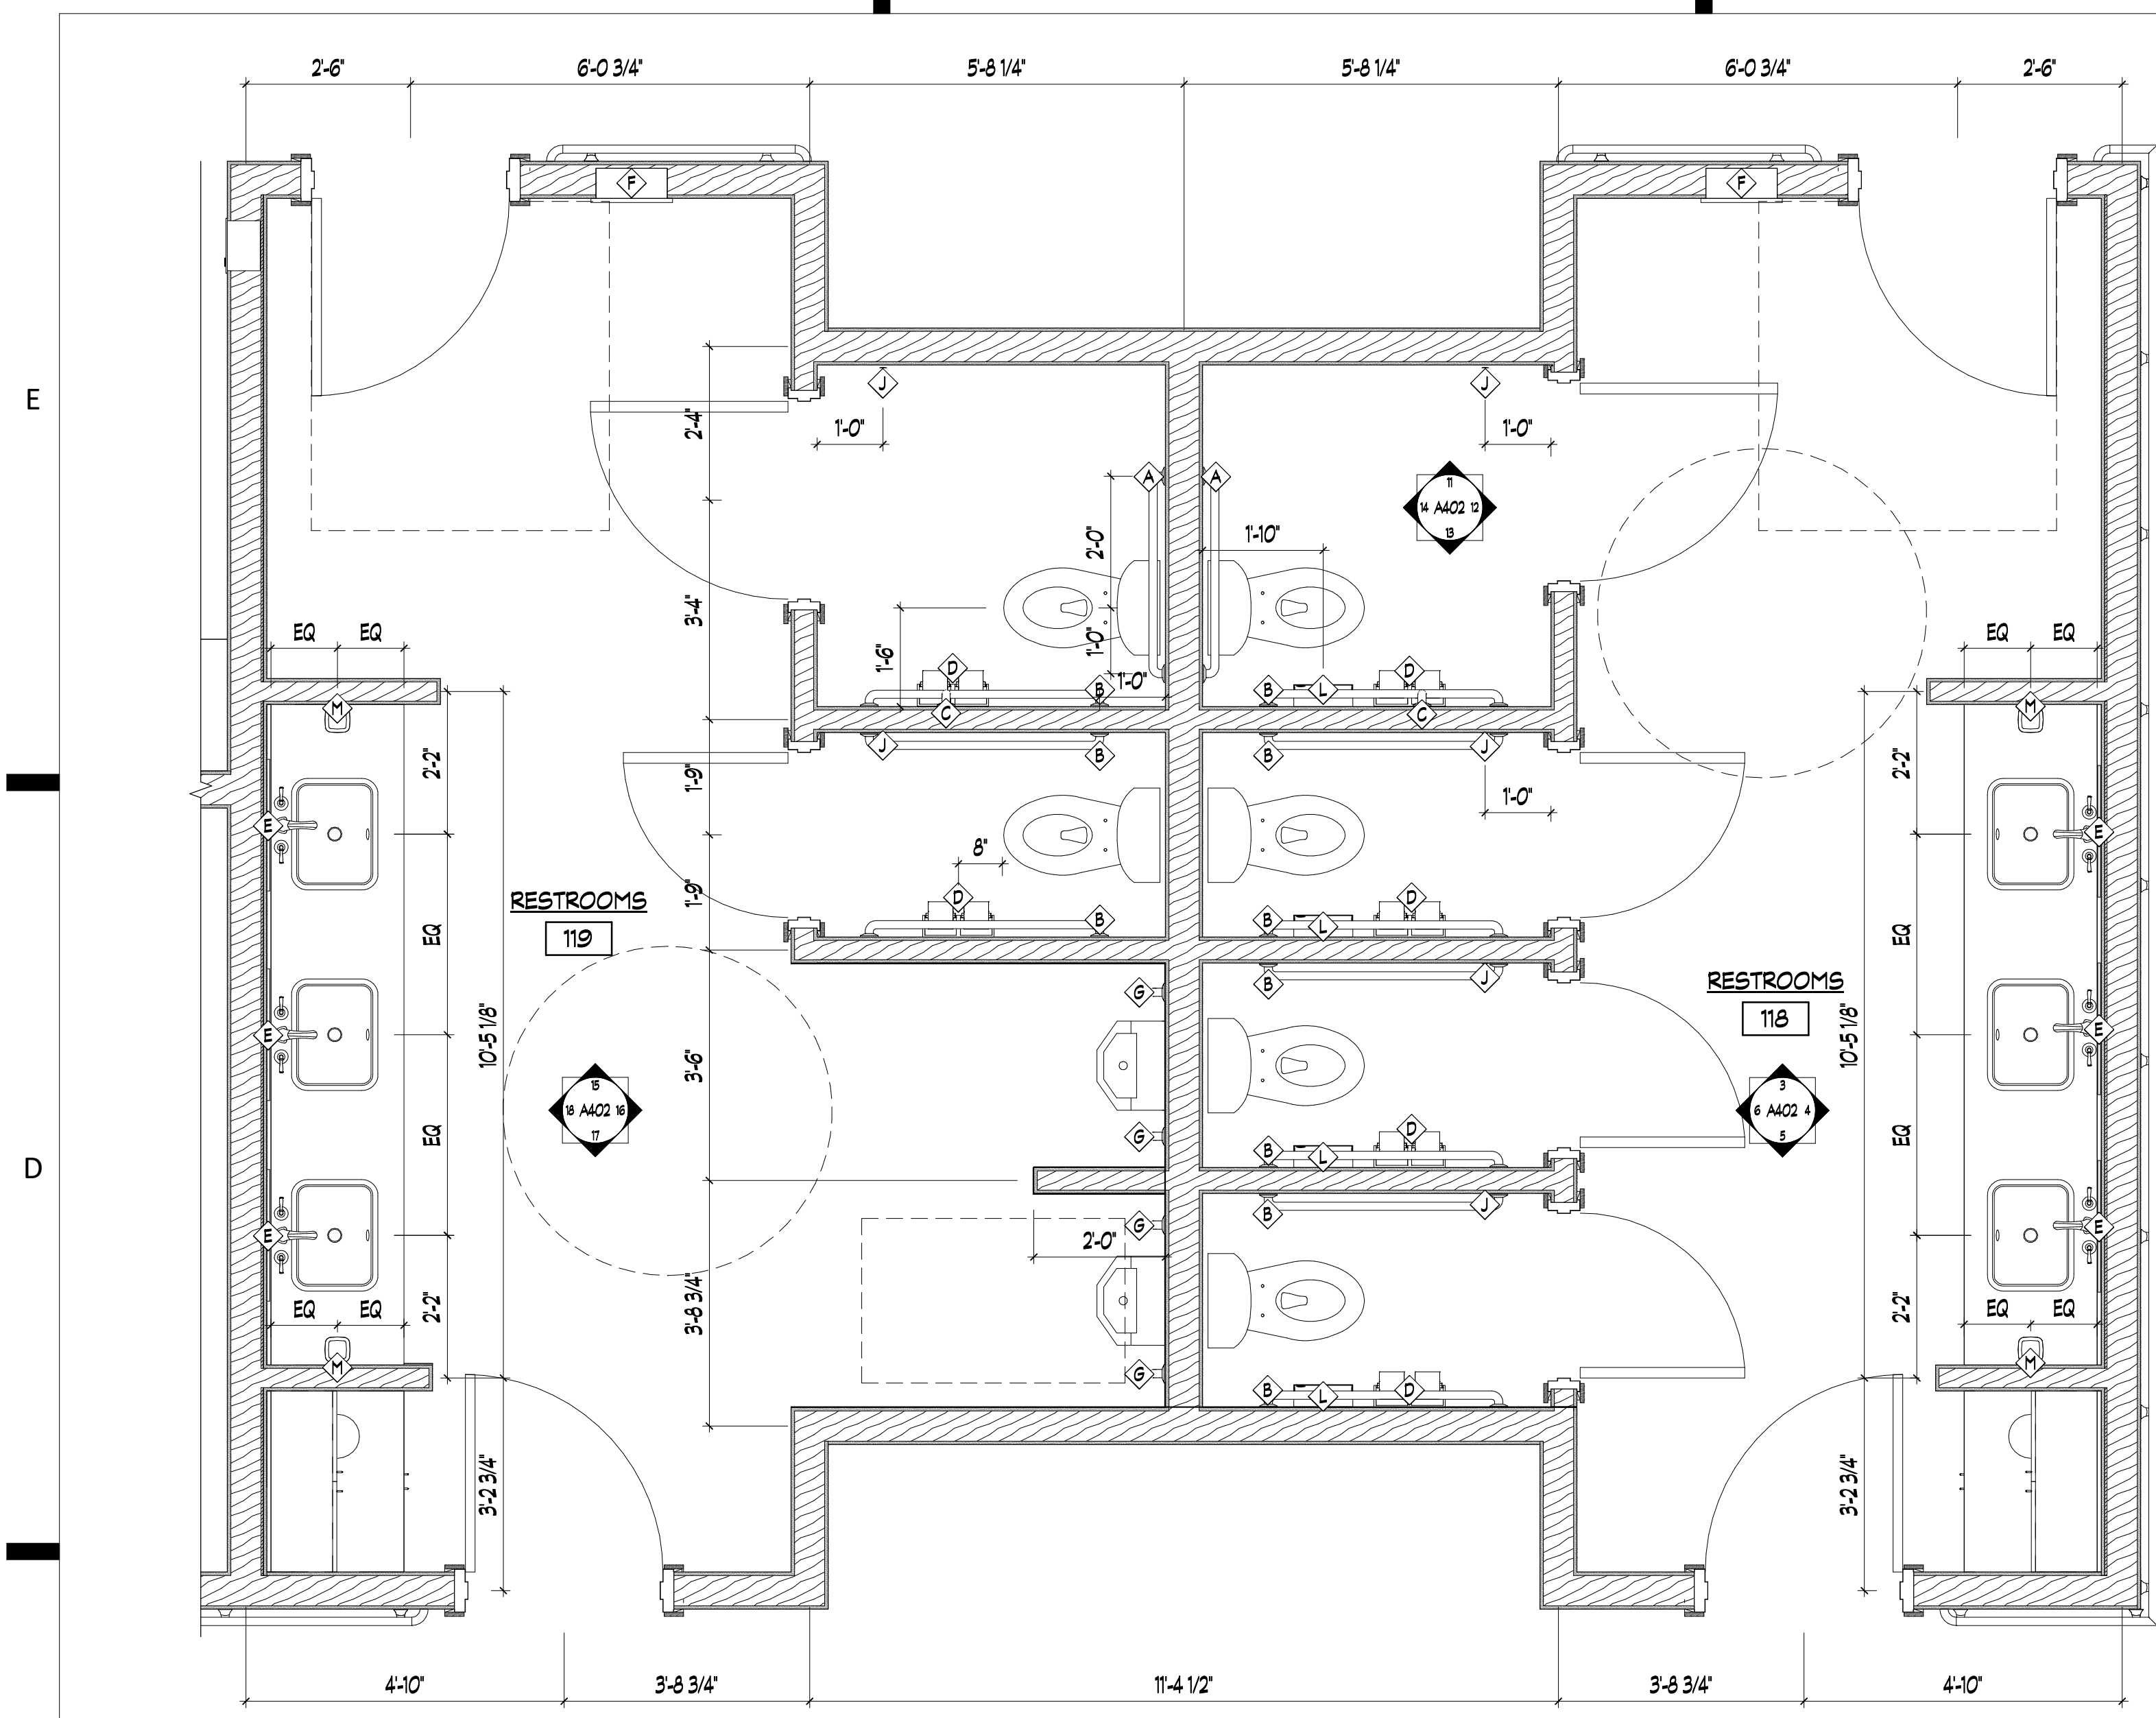 2'-6" 6'-0 3/4" 5'-8 1/4" 5'-8 1/4" 6'-0 3/4" 2'-6"
F F
E
J J
2'-4" 1'-0" 1'-0"
A A
11
14 A402 12
13
2'-0" 1'-10"
3'-4" 1'-0"
EQ EQ EQ EQ
1'-6"
D D
1'-0"
B B L
M C C M
J B B J
2'-2" 1'-9" 2'-2"
1'-0"
E E
8"
1'-9" D D
RESTROOMS
119
B B L
EQ EQ
G B J
RESTROOMS
118
E E
10'-5 1/8" 3'-6" 10'-5 1/8"
15
18 A402 16
17
3
6 A402 4
5
EQ G D EQ
B L
D
B J
E G E
2'-0"
3'-8 3/4"
2'-2" 2'-2"
EQ EQ EQ EQ
M G B L D M
3'-2 3/4" 3'-2 3/4"
4'-10" 3'-8 3/4" 11'-4 1/2" 3'-8 3/4" 4'-10"